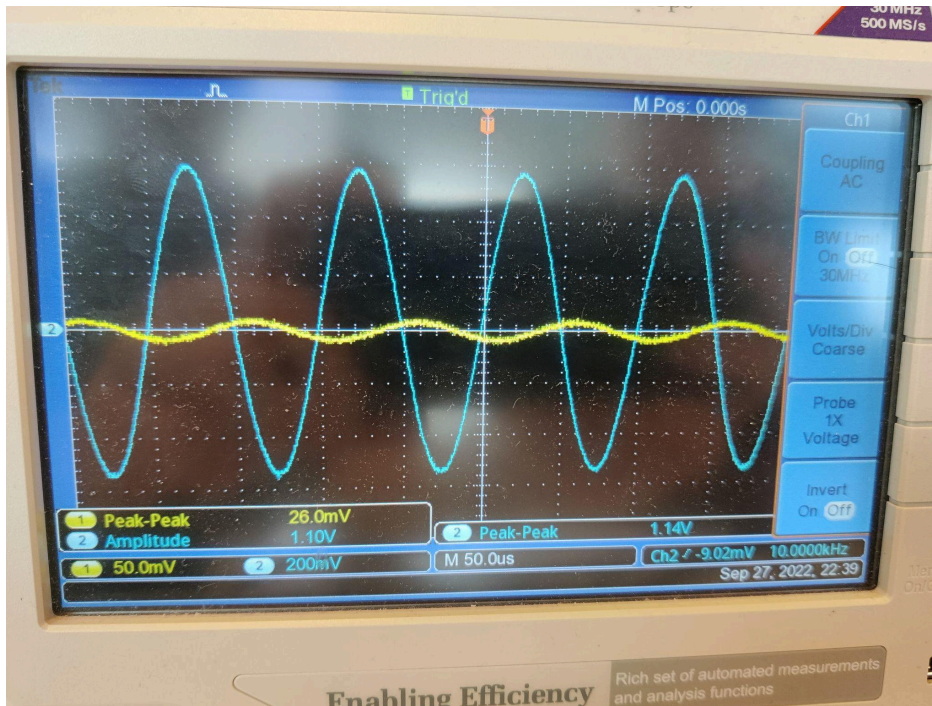 30 MHz
500 MS/s
Tek
T Trig'd
M Pos: 0.000s
Ch1
Coupling
AC
BW Limit
On Off
30MHz
Volts/Div
Coarse
Probe
1X
Voltage
Invert
On Off
2
1 Peak-Peak 26.0mV
2 Amplitude 1.10V
2 Peak-Peak 1.14V
1 50.0mV 2 200mV M 50.0us Ch2 -9.02mV 10.0000kHz
Sep 27, 2022, 22:39
Enabling Efficiency
Rich set of automated measurements
and analysis functions